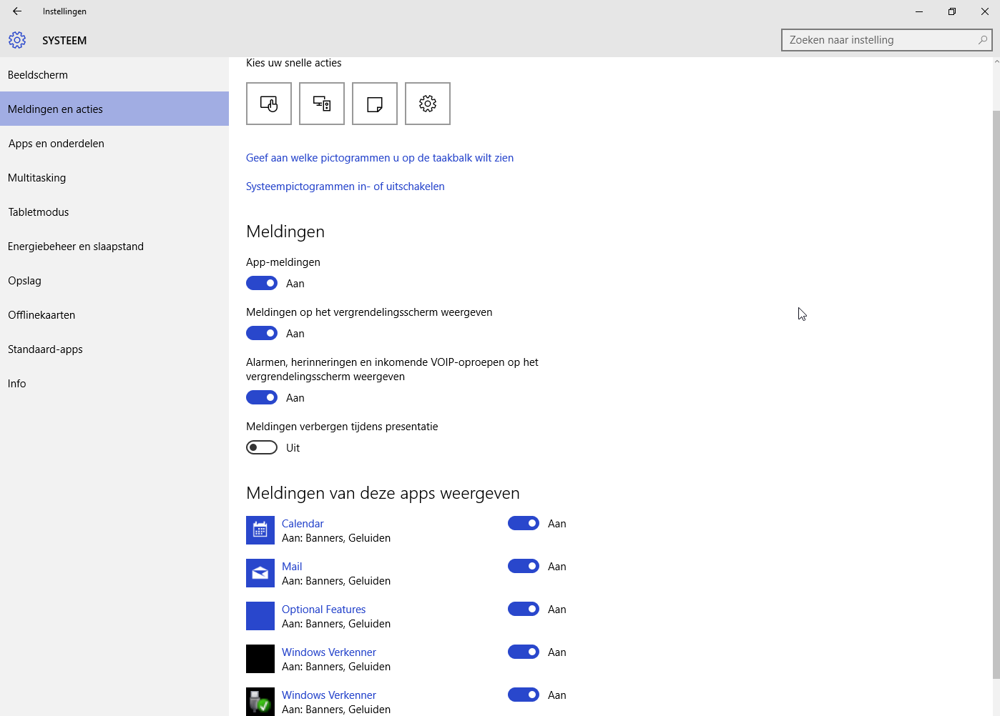 Instellingen
SYSTEEM
Zoeken naar instelling
Beeldscherm
Meldingen en acties
Apps en onderdelen
Multitasking
Tabletmodus
Energiebeheer en slaapstand
Opslag
Offlinekaarten
Standaard-apps
Info
Kies uw snelle acties
Geef aan welke pictogrammen u op de taakbalk wilt zien
Systeempictogrammen in- of uitschakelen
Meldingen
App-meldingen
Aan
Meldingen op het vergrendelingsscherm weergeven
Aan
Alarmen, herinneringen en inkomende VOIP-oproepen op het
vergrendelingsscherm weergeven
Aan
Meldingen verbergen tijdens presentatie
Uit
Meldingen van deze apps weergeven
Calendar
Aan: Banners, Geluiden
Aan
Mail
Aan: Banners, Geluiden
Aan
Optional Features
Aan: Banners, Geluiden
Aan
Windows Verkenner
Aan: Banners, Geluiden
Aan
Windows Verkenner
Aan: Banners, Geluiden
Aan